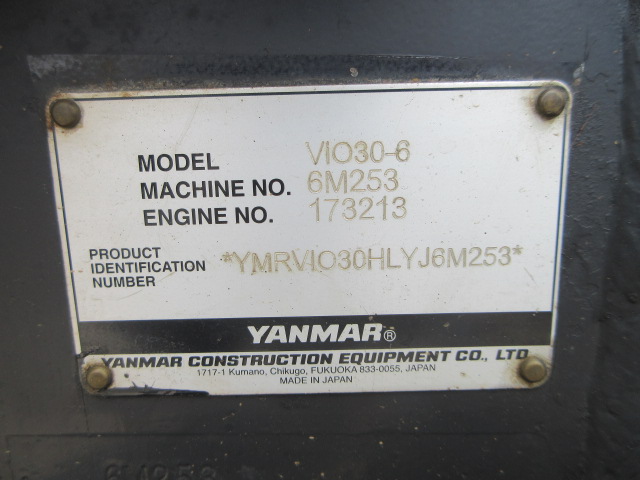 MODEL VIO30-6
MACHINE NO. 6M253
ENGINE NO. 173213
PRODUCT
IDENTIFICATION *YMRVIO30HLYJ6M253*
NUMBER
YANMAR®
YANMAR CONSTRUCTION EQUIPMENT CO., LTD
1717-1 Kumano, Chikugo, FUKUOKA 833-0055, JAPAN
MADE IN JAPAN
6M253